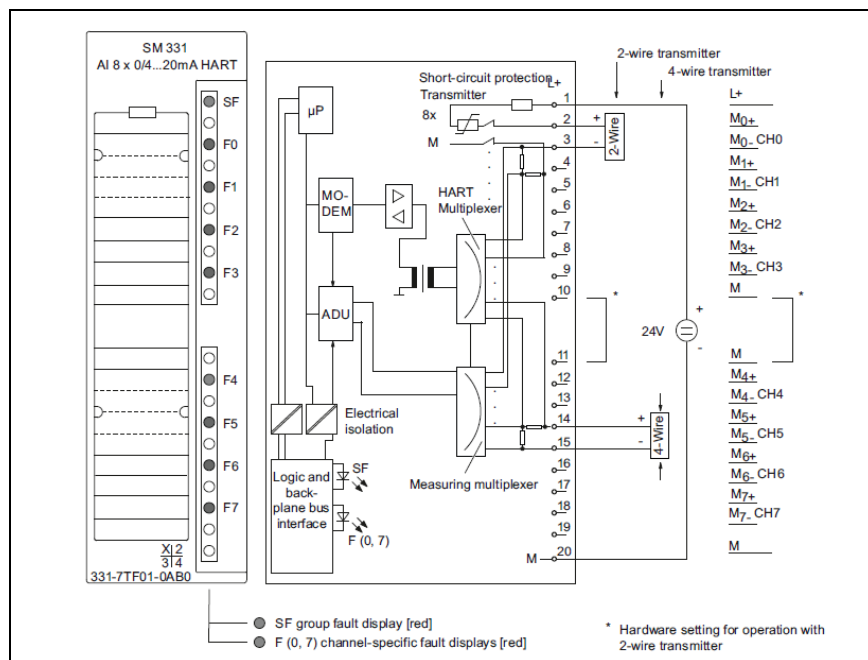 SM 331
AI 8 x 0/4...20mA HART
SF
F0
F1
F2
F3
F4
F5
F6
F7
X 2
3 4
331-7TF01-0AB0
µP
MO-
DEM
ADU
Electrical
isolation
Logic and
back-
plane bus
interface
SF
F (0, 7)
Short-circuit protection
Transmitter
8x
M
HART
Multiplexer
Measuring multiplexer
L+
1
2
3
4
5
6
7
8
9
10
11
12
13
14
15
16
17
18
19
M 20
2-wire transmitter
4-wire transmitter
+
-
2-Wire
*
24V
+
-
+
-
4-Wire
*
L+
M0+
M0- CH0
M1+
M1- CH1
M2+
M2- CH2
M3+
M3- CH3
M
M
M4+
M4- CH4
M5+
M5- CH5
M6+
M6- CH6
M7+
M7- CH7
M
SF group fault display [red]
F (0, 7) channel-specific fault displays [red]
* Hardware setting for operation with
2-wire transmitter